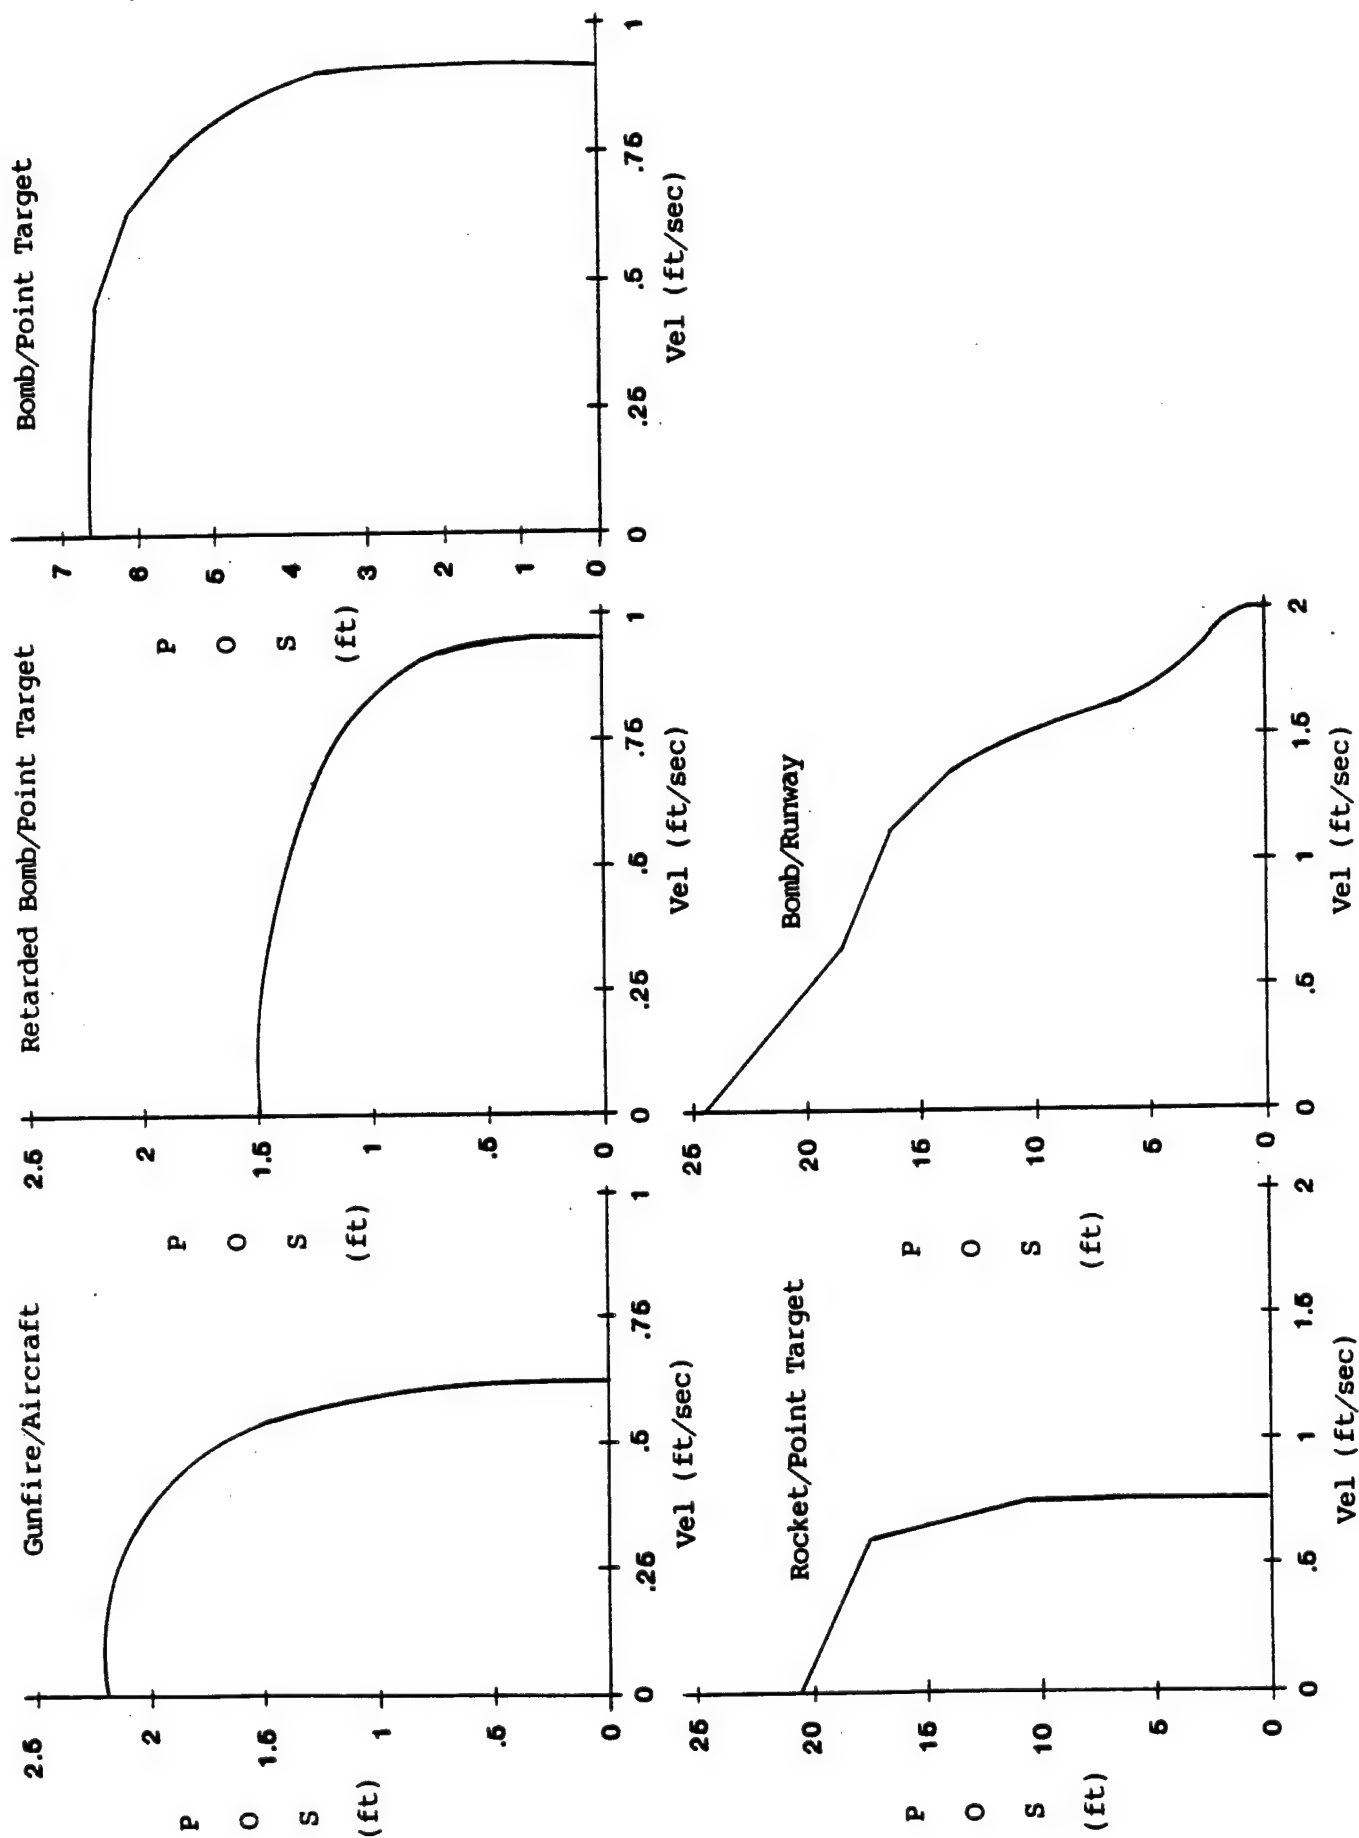 Gunfire/Aircraft
2.5
2
1.5
1
.5
0
P
O
S
(ft)
0
.25
.5
.75
1
Vel (ft/sec)
Retarded Bomb/Point Target
2.5
2
1.5
1
.5
0
P
O
S
(ft)
0
.25
.5
.75
1
Vel (ft/sec)
Bomb/Point Target
7
6
5
4
3
2
1
0
P
O
S
(ft)
0
.25
.5
.75
1
Vel (ft/sec)
Rocket/Point Target
25
20
15
10
5
0
P
O
S
(ft)
0
.5
1
1.5
2
Vel (ft/sec)
Bomb/Runway
25
20
15
10
5
0
P
O
S
(ft)
0
.5
1
1.5
2
Vel (ft/sec)